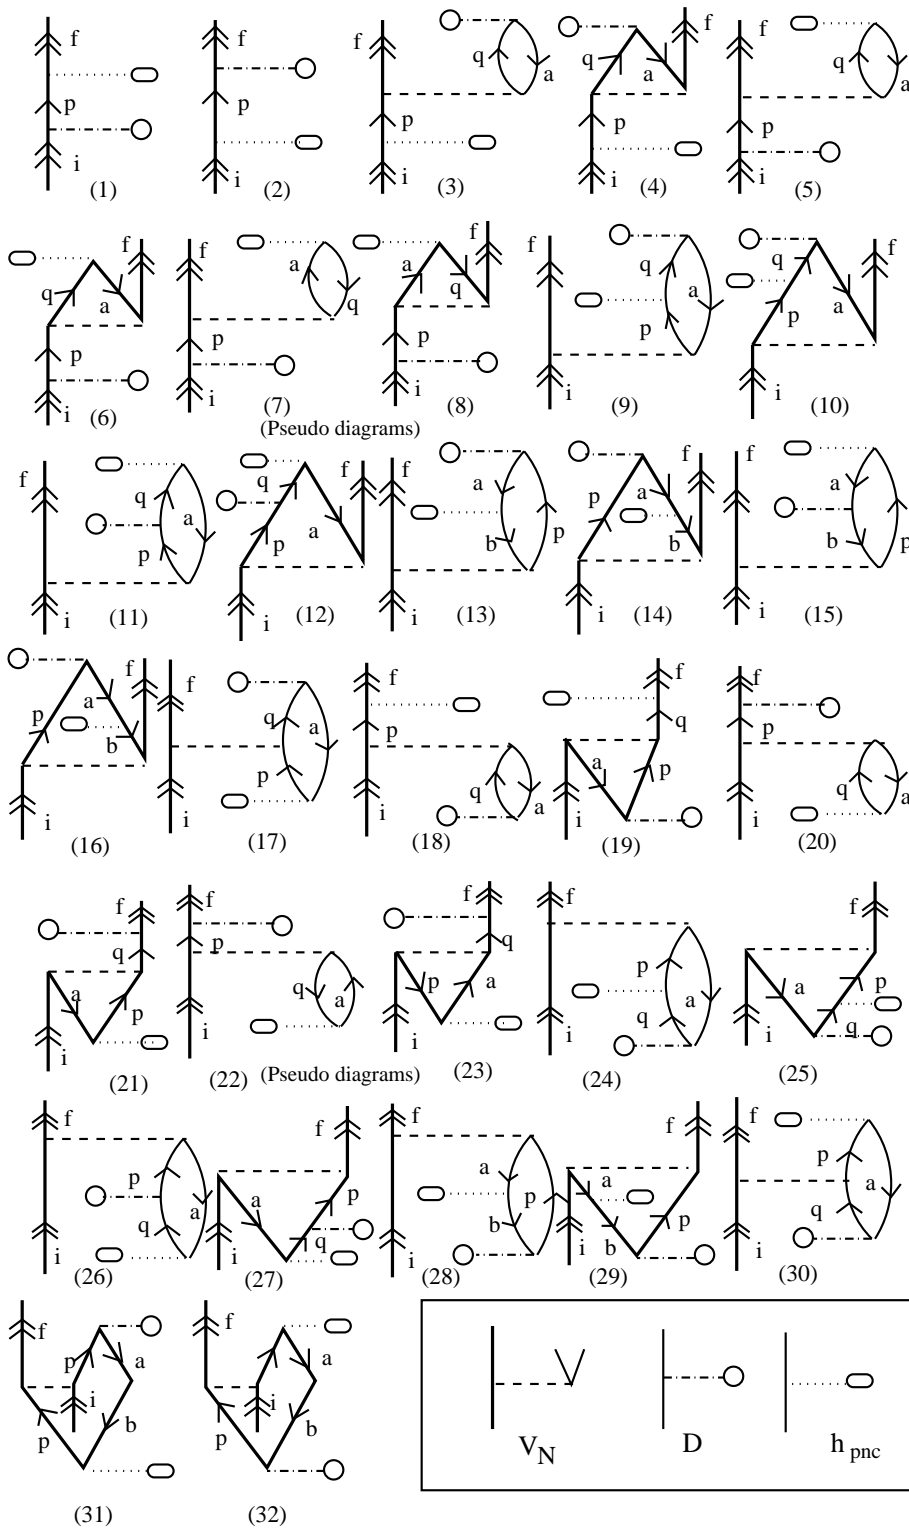 f f f q a f q a f q a
p p p p p
i i i i i
(1) (2) (3) (4) (5)
f f a q f a q f q p a f q p a
q a
p p p
i i i i i
(6) (7) (8) (9) (10)
(Pseudo diagrams)
f q a p f q a p f a b p f p a b f a b p
i i i i i
(11) (12) (13) (14) (15)
f p a b f q a p f p q a f q a p f p q a
i i i i i
(16) (17) (18) (19) (20)
f q a p f p q a f q p a f p a q f a p q
i i i i i
(21) (22) (Pseudo diagrams) (23) (24) (25)
f p a q f a p q f a p b f a p b f p a q
i i i i i
(26) (27) (28) (29) (30)
f p a i b p f a i b p
V_N D h_pnc
(31) (32)